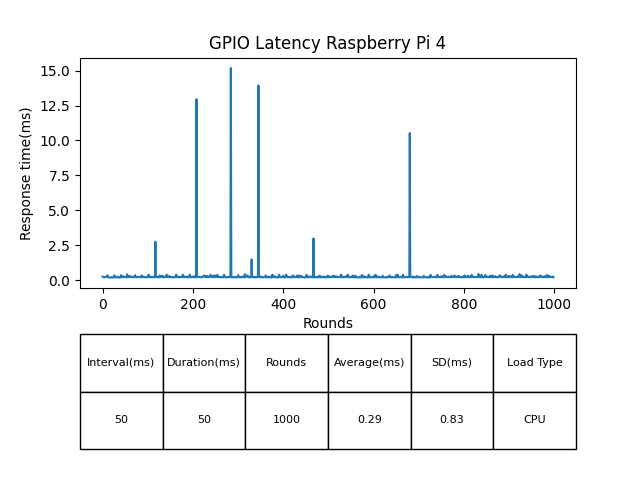 GPIO Latency Raspberry Pi 4
Response time(ms)
15.0
12.5
10.0
7.5
5.0
2.5
0.0
0 200 400 600 800 1000
Rounds
Interval(ms) Duration(ms) Rounds Average(ms) SD(ms) Load Type
50 50 1000 0.29 0.83 CPU